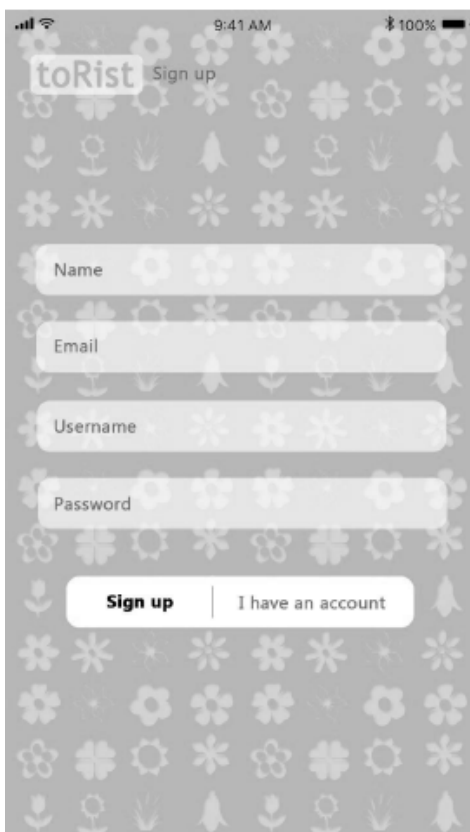 9:41 AM 100%
toRist Sign up
Name
Email
Username
Password
Sign up I have an account